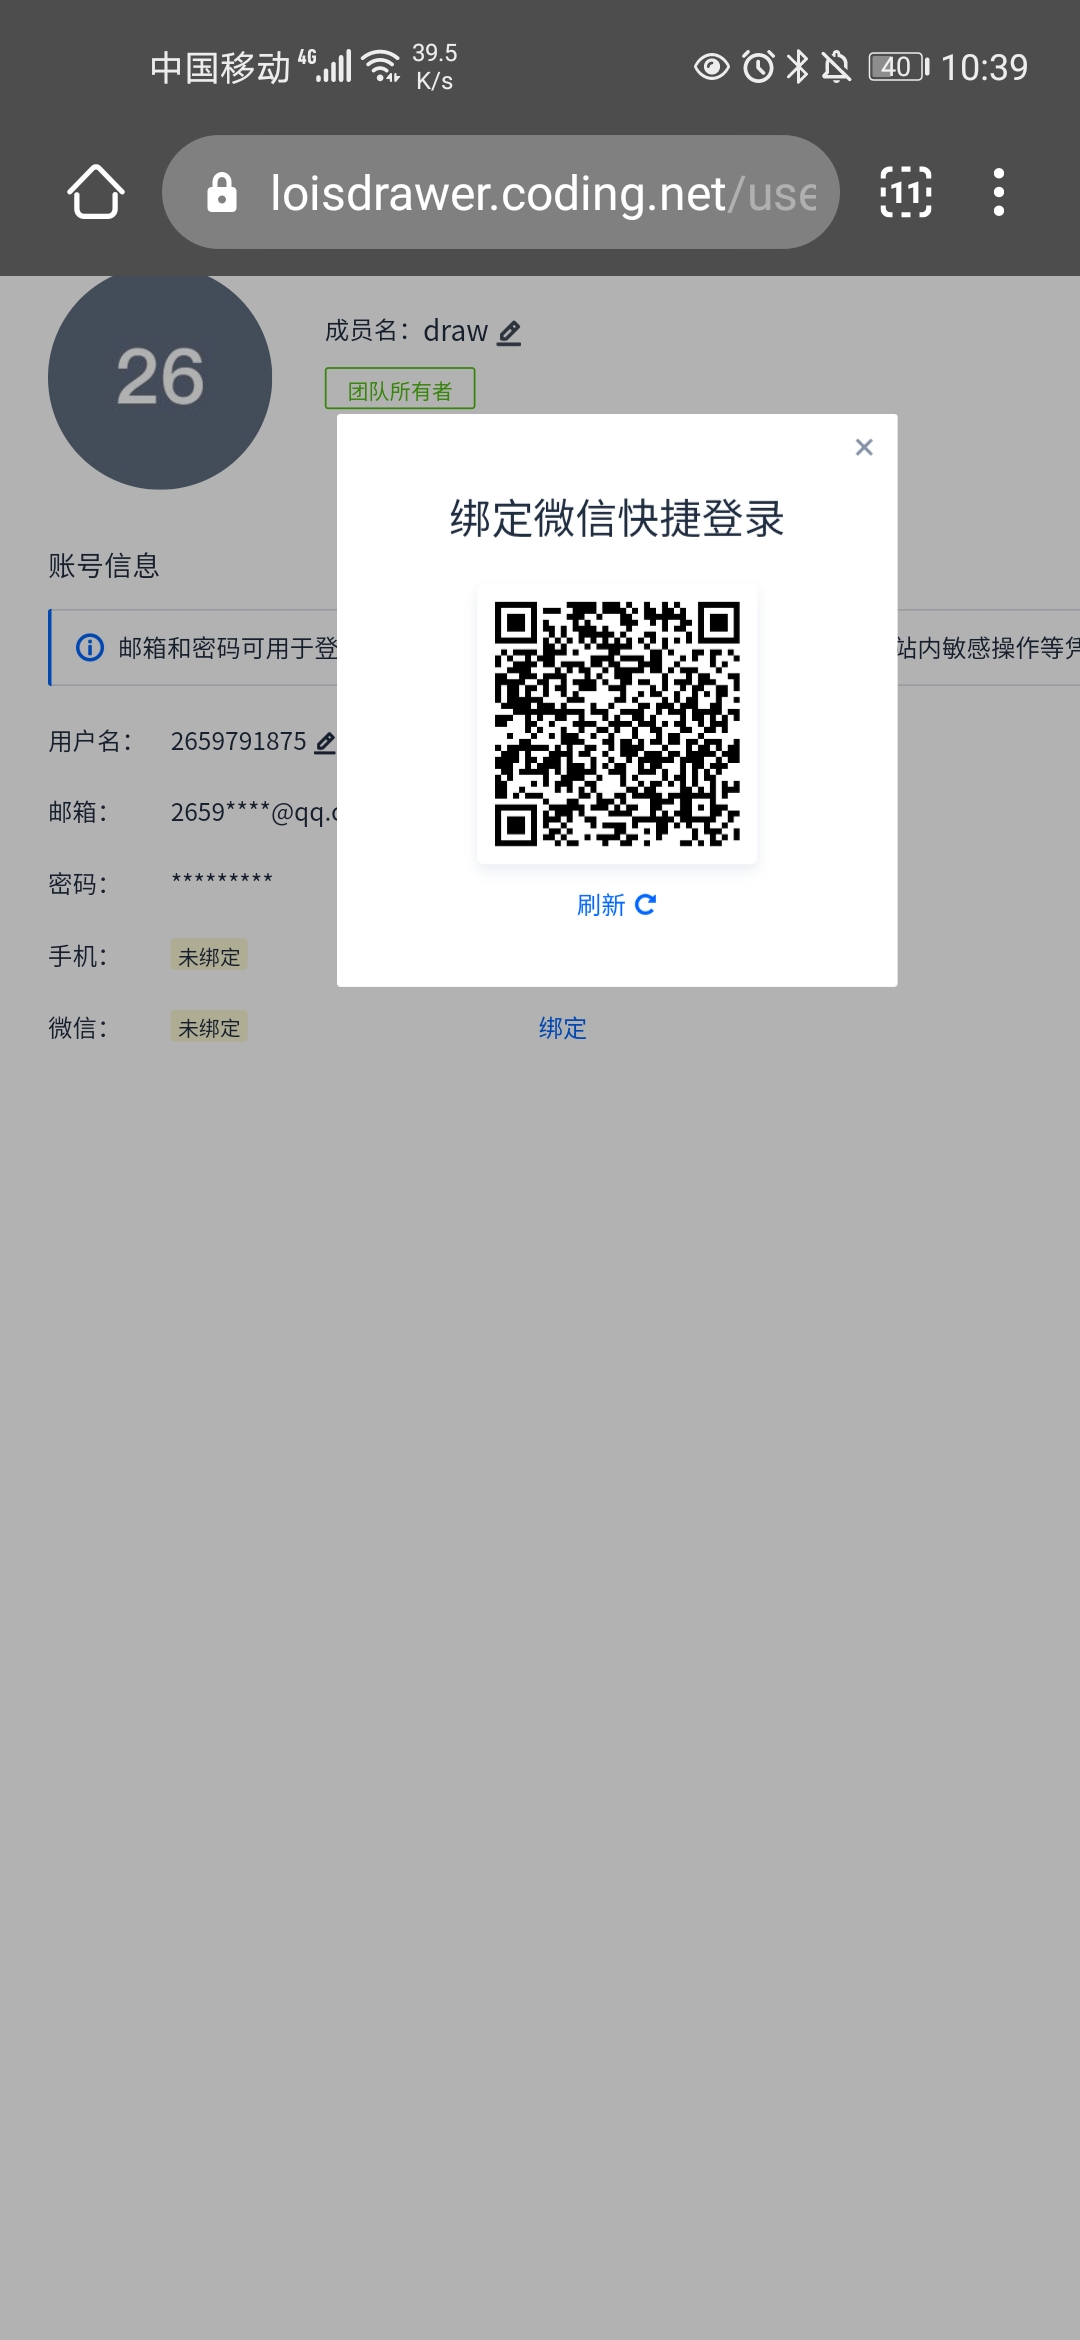 中国移动 4G 39.5 K/s 40 10:39
loisdrawer.coding.net/use 11
26
成员名：draw
团队所有者
绑定微信快捷登录
账号信息
邮箱和密码可用于登
站内敏感操作等凭
用户名： 2659791875
邮箱： 2659****@qq.c
密码： *********
刷新
手机： 未绑定
微信： 未绑定 绑定